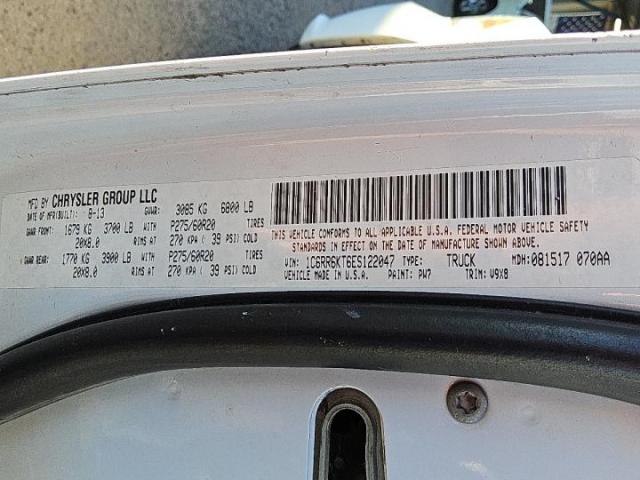 MFD BY CHRYSLER GROUP LLC
DATE OF MFR(BUILT): 8-13 GVWR: 3085 KG 6800 LB
GAWR FRONT: 1679 KG 3700 LB WITH P275/60R20 TIRES
20X8.0 RIMS AT 270 KPA ( 39 PSI) COLD
GAWR REAR: 1770 KG 3900 LB WITH P275/60R20 TIRES
20X8.0 RIMS AT 270 KPA ( 39 PSI) COLD
THIS VEHICLE CONFORMS TO ALL APPLICABLE U.S.A. FEDERAL MOTOR VEHICLE SAFETY
STANDARDS IN EFFECT ON THE DATE OF MANUFACTURE SHOWN ABOVE.
VIN: 1C6RR6KT6ES122047 TYPE: TRUCK MDH: 081517 070AA
VEHICLE MADE IN U.S.A. PAINT: PW7 TRIM: V9X8